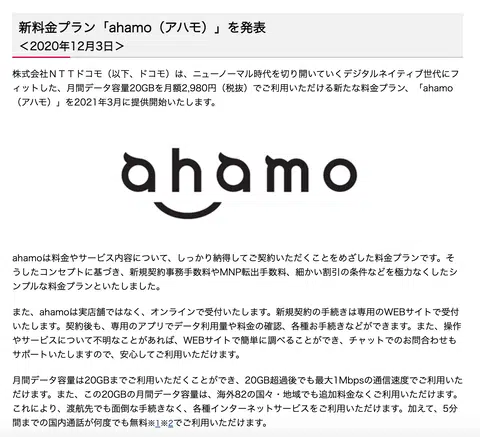 新料金プラン「ahamo（アハモ）」を発表
＜2020年12月3日＞
株式会社ＮＴＴドコモ（以下、ドコモ）は、ニューノーマル時代を切り開いていくデジタルネイティブ世代にフ
ィットした、月間データ容量20GBを月額2,980円（税抜）でご利用いただける新たな料金プラン、「ahamo
（アハモ）」を2021年3月に提供開始いたします。
ahamo
ahamoは料金やサービス内容について、しっかり納得してご契約いただくことをめざした料金プランです。そ
うしたコンセプトに基づき、新規契約事務手数料やMNP転出手数料、細かい割引の条件などを極力なくしたシ
ンプルな料金プランといたしました。
また、ahamoは実店舗ではなく、オンラインで受付いたします。新規契約の手続きは専用のWEBサイトで受付
いたします。契約後も、専用のアプリでデータ利用量や料金の確認、各種お手続きなどができます。また、操作
やサービスについて不明なことがあれば、WEBサイトで簡単に調べることができ、チャットでのお問合わせも
サポートいたしますので、安心してご利用いただけます。
月間データ容量は20GBまでご利用いただくことができ、20GB超過後でも最大1Mbpsの通信速度でご利用いた
だけます。また、この20GBの月間データ容量は、海外82の国々・地域でも追加料金なくご利用いただけます。
これにより、渡航先でも面倒な手続きなく、各種インターネットサービスをご利用いただけます。加えて、5分
間までの国内通話が何度でも無料※1※2でご利用いただけます。